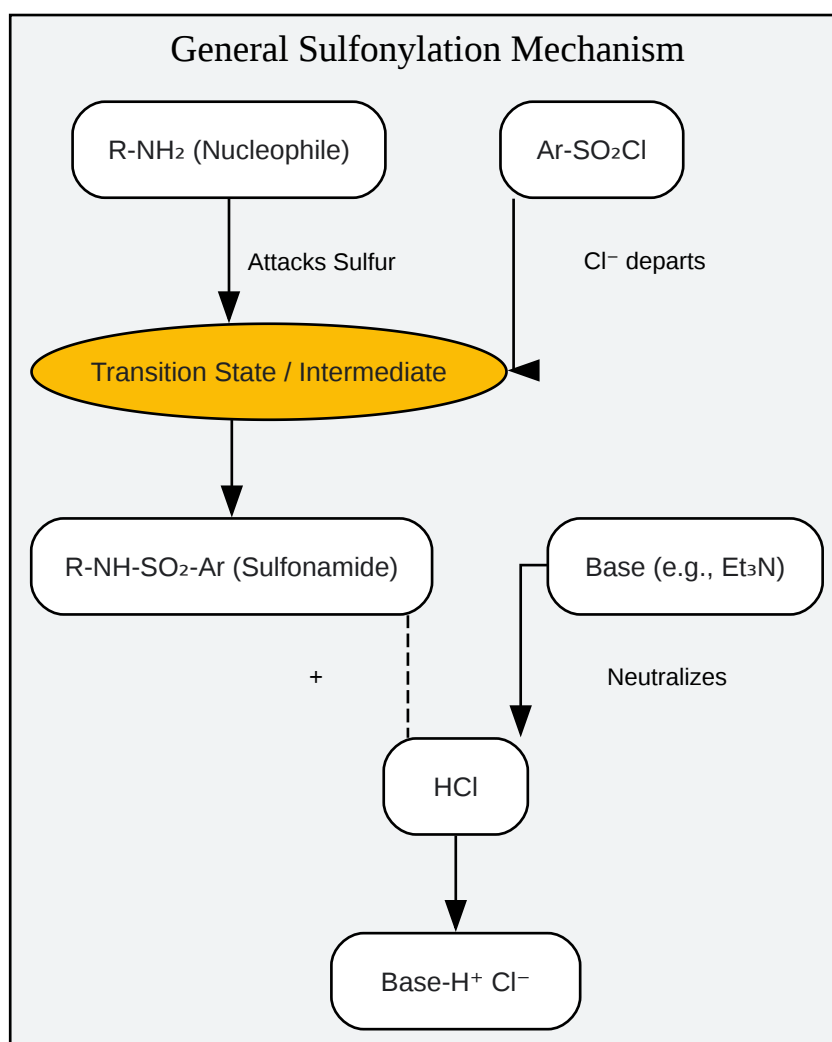 General Sulfonylation Mechanism
R-NH₂ (Nucleophile)
Ar-SO₂Cl
Attacks Sulfur
Cl⁻ departs
Transition State / Intermediate
R-NH-SO₂-Ar (Sulfonamide)
Base (e.g., Et₃N)
+
Neutralizes
HCl
Base-H⁺ Cl⁻